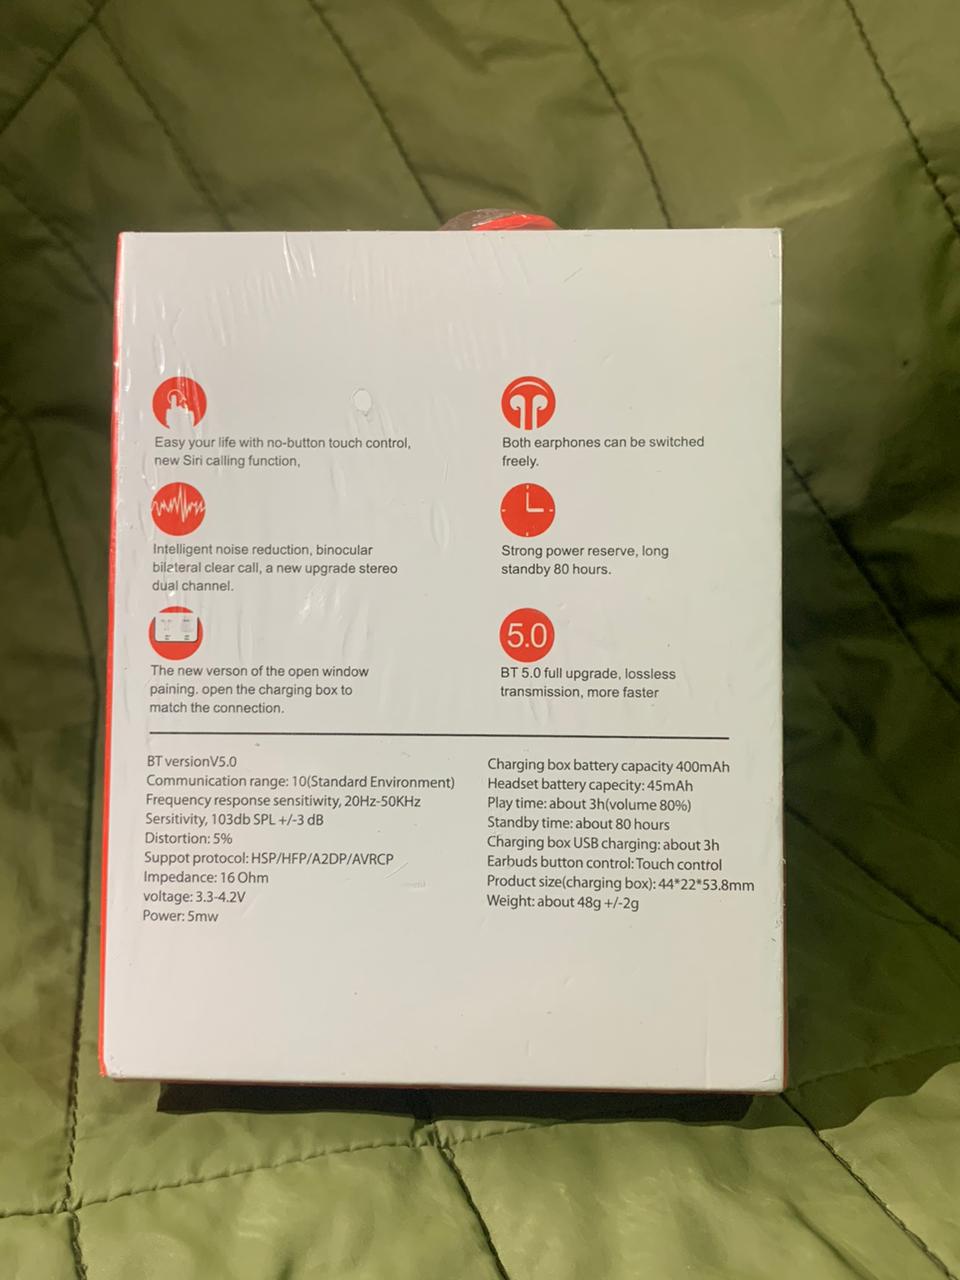 Easy your life with no-button touch control,
new Siri calling function,
Both earphones can be switched
freely.
Intelligent noise reduction, binocular
bilateral clear call, a new upgrade stereo
dual channel.
Strong power reserve, long
standby 80 hours.
The new verson of the open window
paining. open the charging box to
match the connection.
5.0
BT 5.0 full upgrade, lossless
transmission, more faster
BT versionV5.0
Communication range: 10(Standard Environment)
Frequency response sensitiwity, 20Hz-50KHz
Sersitivity, 103db SPL +/-3 dB
Distortion: 5%
Suppot protocol: HSP/HFP/A2DP/AVRCP
Impedance: 16 Ohm
voltage: 3.3-4.2V
Power: 5mw
Charging box battery capacity 400mAh
Headset battery capacity: 45mAh
Play time: about 3h(volume 80%)
Standby time: about 80 hours
Charging box USB charging: about 3h
Earbuds button control: Touch control
Product size(charging box): 44*22*53.8mm
Weight: about 48g +/-2g